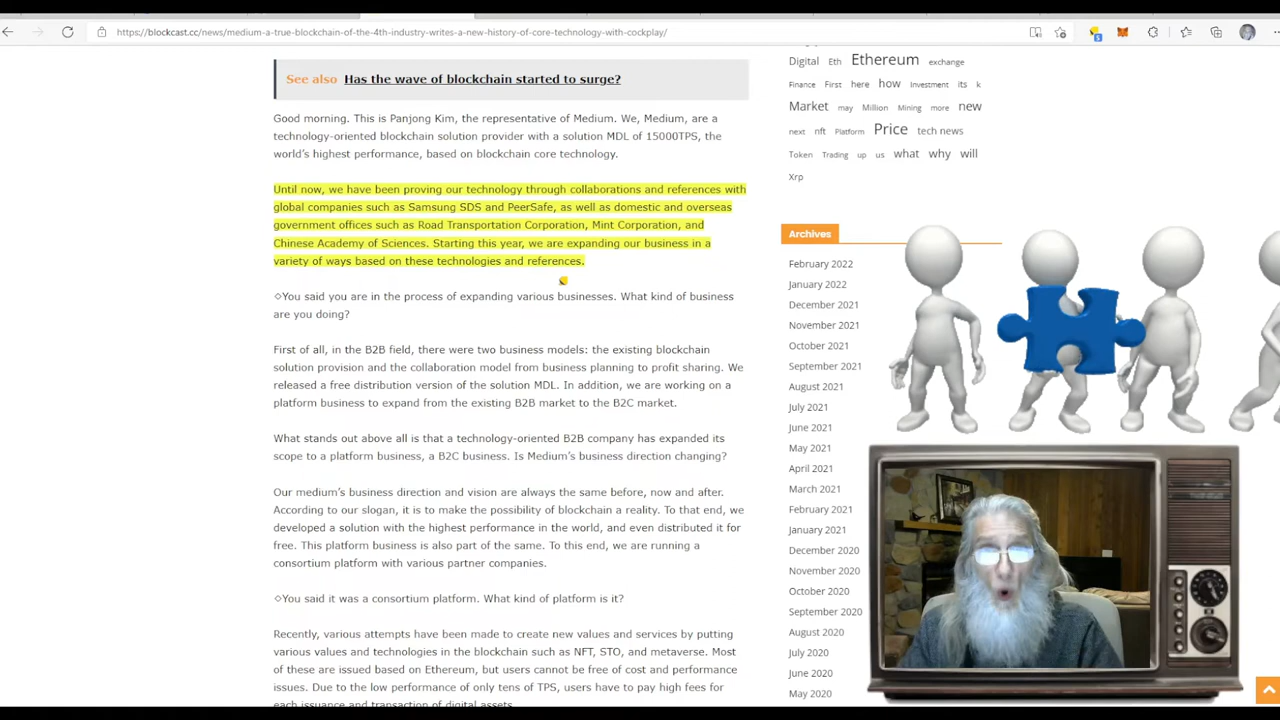 https://blockcast.cc/news/medium-a-true-blockchain-of-the-4th-industry-writes-a-new-history-of-core-technology-with-cockplay/
See also Has the wave of blockchain started to surge?
Good morning. This is Panjong Kim, the representative of Medium. We, Medium, are a
technology-oriented blockchain solution provider with a solution MDL of 15000TPS, the
world's highest performance, based on blockchain core technology.
Until now, we have been proving our technology through collaborations and references with
global companies such as Samsung SDS and PeerSafe, as well as domestic and overseas
government offices such as Road Transportation Corporation, Mint Corporation, and
Chinese Academy of Sciences. Starting this year, we are expanding our business in a
variety of ways based on these technologies and references.
◇You said you are in the process of expanding various businesses. What kind of business
are you doing?
First of all, in the B2B field, there were two business models: the existing blockchain
solution provision and the collaboration model from business planning to profit sharing. We
released a free distribution version of the solution MDL. In addition, we are working on a
platform business to expand from the existing B2B market to the B2C market.
What stands out above all is that a technology-oriented B2B company has expanded its
scope to a platform business, a B2C business. Is Medium's business direction changing?
Our medium's business direction and vision are always the same before, now and after.
According to our slogan, it is to make the possibility of blockchain a reality. To that end, we
developed a solution with the highest performance in the world, and even distributed it for
free. This platform business is also part of the same. To this end, we are running a
consortium platform with various partner companies.
◇You said it was a consortium platform. What kind of platform is it?
Recently, various attempts have been made to create new values and services by putting
various values and technologies in the blockchain such as NFT, STO, and metaverse. Most
of these are issued based on Ethereum, but users cannot be free of cost and performance
issues. Due to the low performance of only tens of TPS, users have to pay high fees for
each issuance and transaction of digital assets.
Digital Eth Ethereum exchange
Finance First here how Investment its k
Market may Million Mining more new
next nft Platform Price tech news
Token Trading up us what why will
Xrp
Archives
February 2022
January 2022
December 2021
November 2021
October 2021
September 2021
August 2021
July 2021
June 2021
May 2021
April 2021
March 2021
February 2021
January 2021
December 2020
November 2020
October 2020
September 2020
August 2020
July 2020
June 2020
May 2020